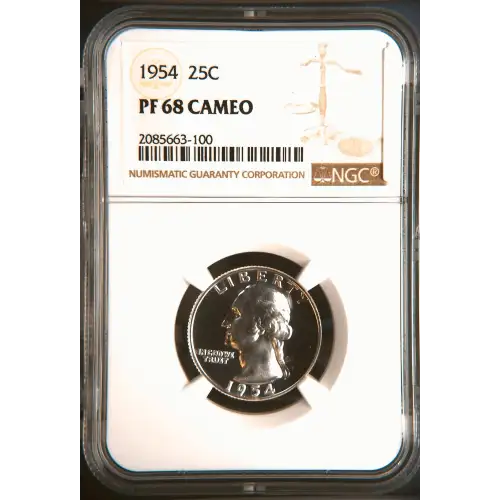 1954 25C
PF 68 CAMEO
2085663-100
NUMISMATIC GUARANTY CORPORATION NGC®
LIBERTY
IN GOD WE
TRUST
1954